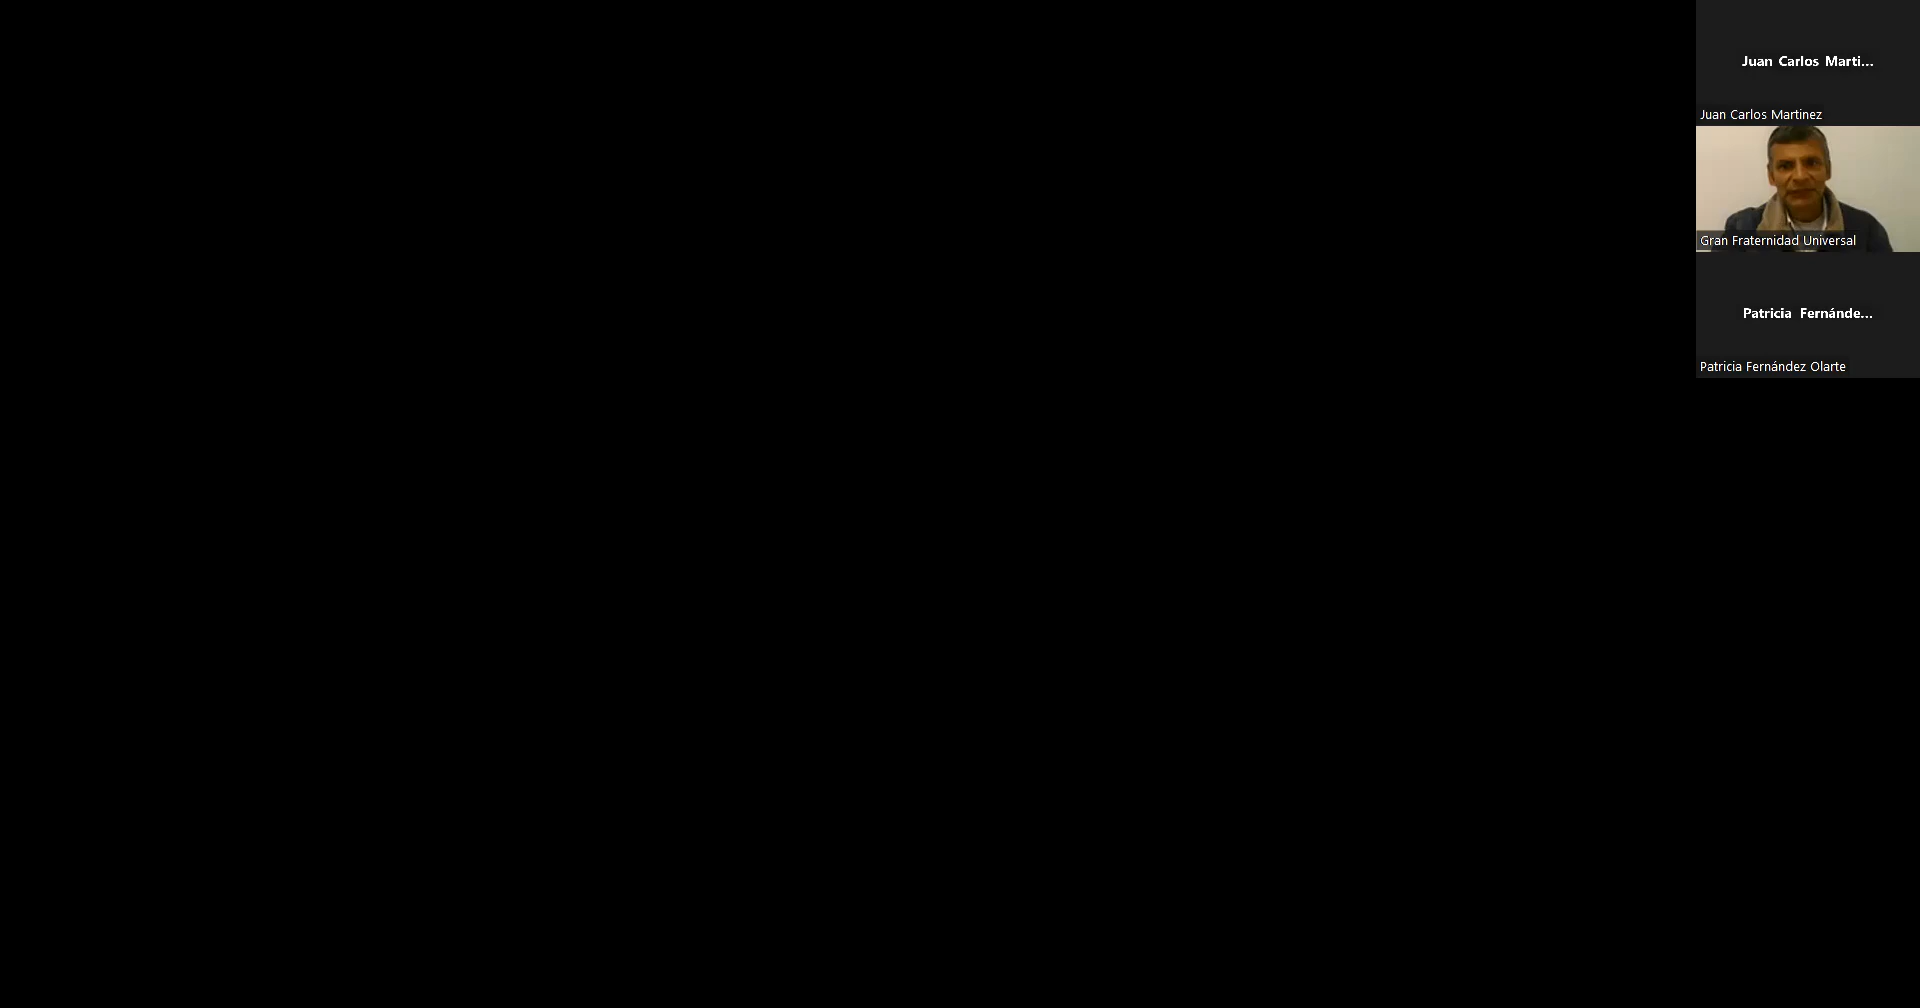 Juan Carlos Marti...
Juan Carlos Martinez
Gran Fraternidad Universal
Patricia Fernánde...
Patricia Fernández Olarte